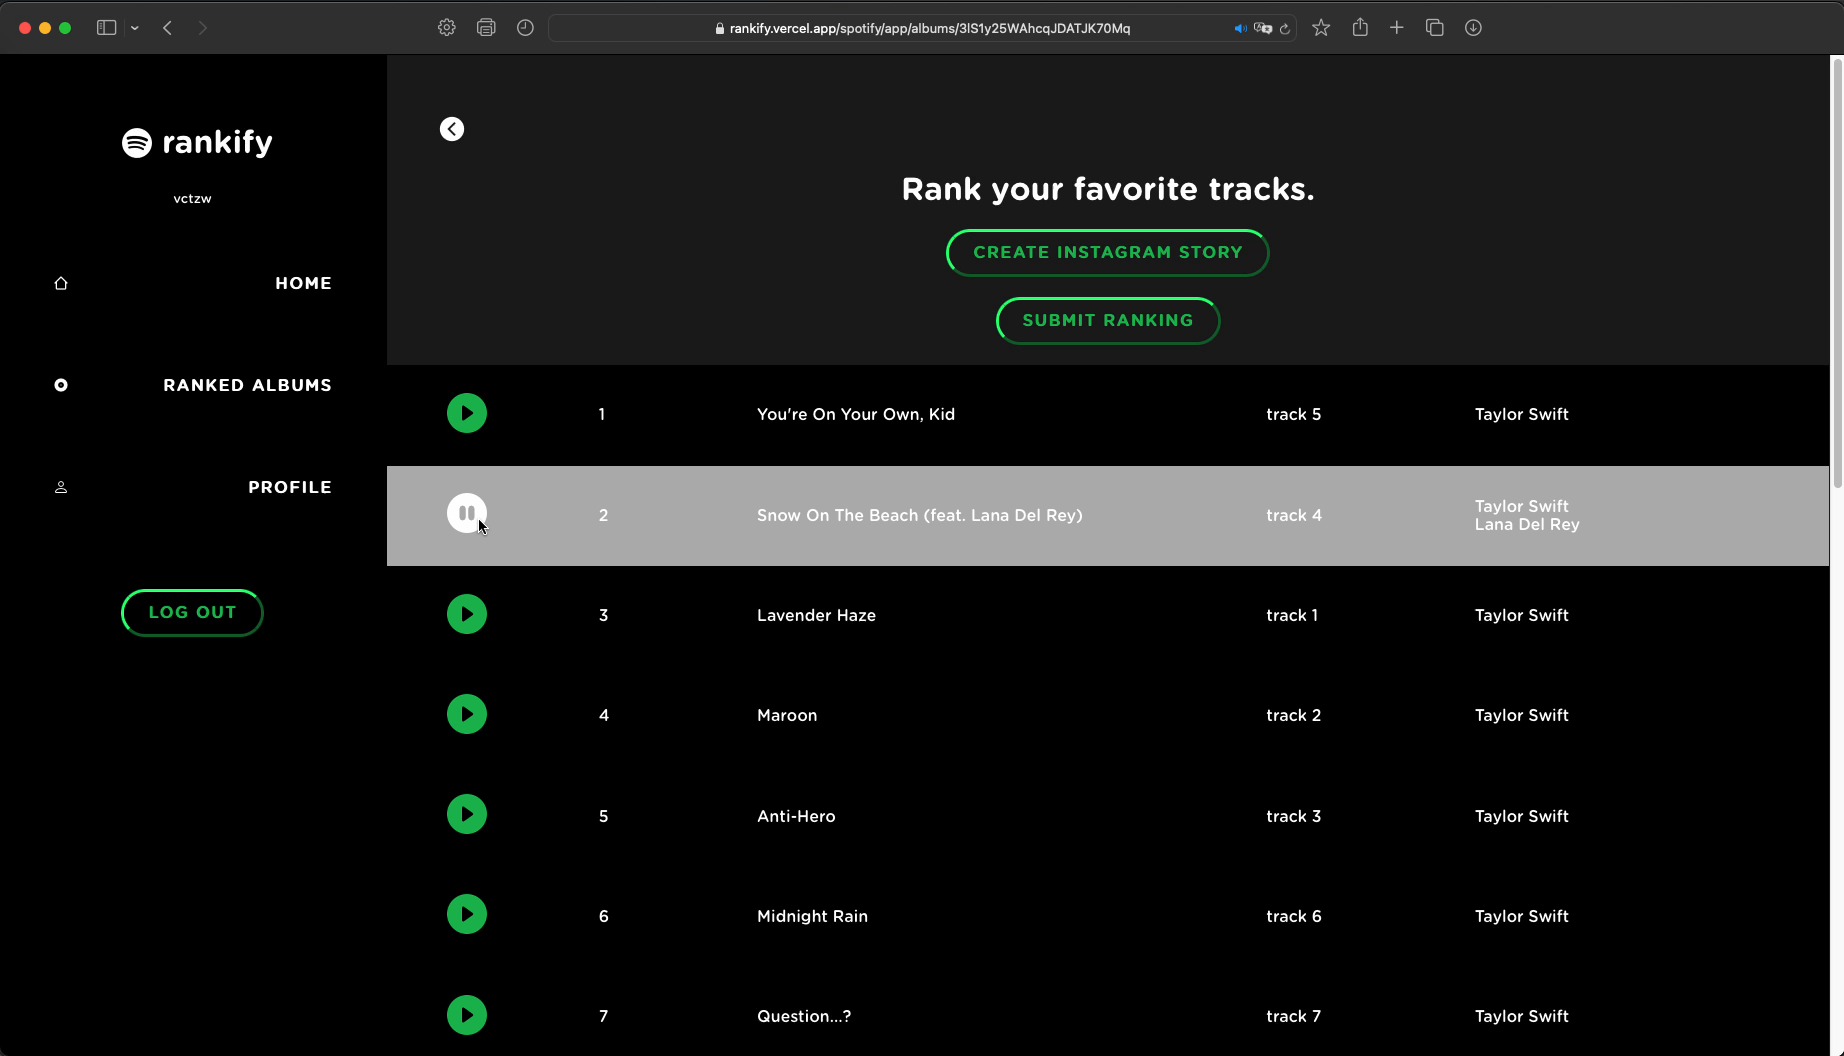 rankify.vercel.app/spotify/app/albums/3lS1y25WAhcqJDATJK70Mq
rankify
vctzw
HOME
RANKED ALBUMS
PROFILE
LOG OUT
Rank your favorite tracks.
CREATE INSTAGRAM STORY
SUBMIT RANKING
1 You're On Your Own, Kid track 5 Taylor Swift
2 Snow On The Beach (feat. Lana Del Rey) track 4 Taylor Swift
Lana Del Rey
3 Lavender Haze track 1 Taylor Swift
4 Maroon track 2 Taylor Swift
5 Anti-Hero track 3 Taylor Swift
6 Midnight Rain track 6 Taylor Swift
7 Question...? track 7 Taylor Swift